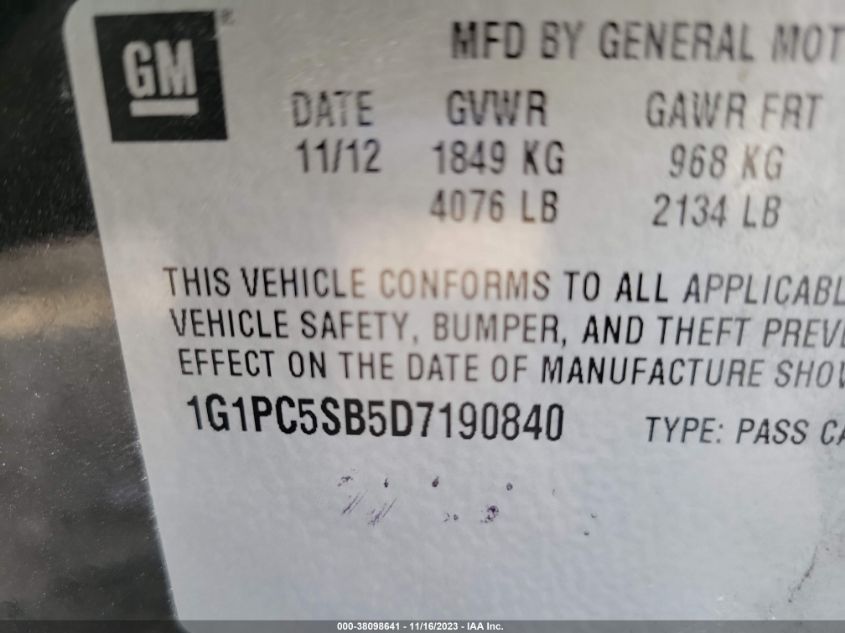 GM
MFD BY GENERAL MOT
DATE GVWR GAWR FRT
11/12 1849 KG 968 KG
4076 LB 2134 LB
THIS VEHICLE CONFORMS TO ALL APPLICABL
VEHICLE SAFETY, BUMPER, AND THEFT PREVE
EFFECT ON THE DATE OF MANUFACTURE SHOW
1G1PC5SB5D7190840 TYPE: PASS CA
000-38098641 - 11/16/2023 - IAA Inc.